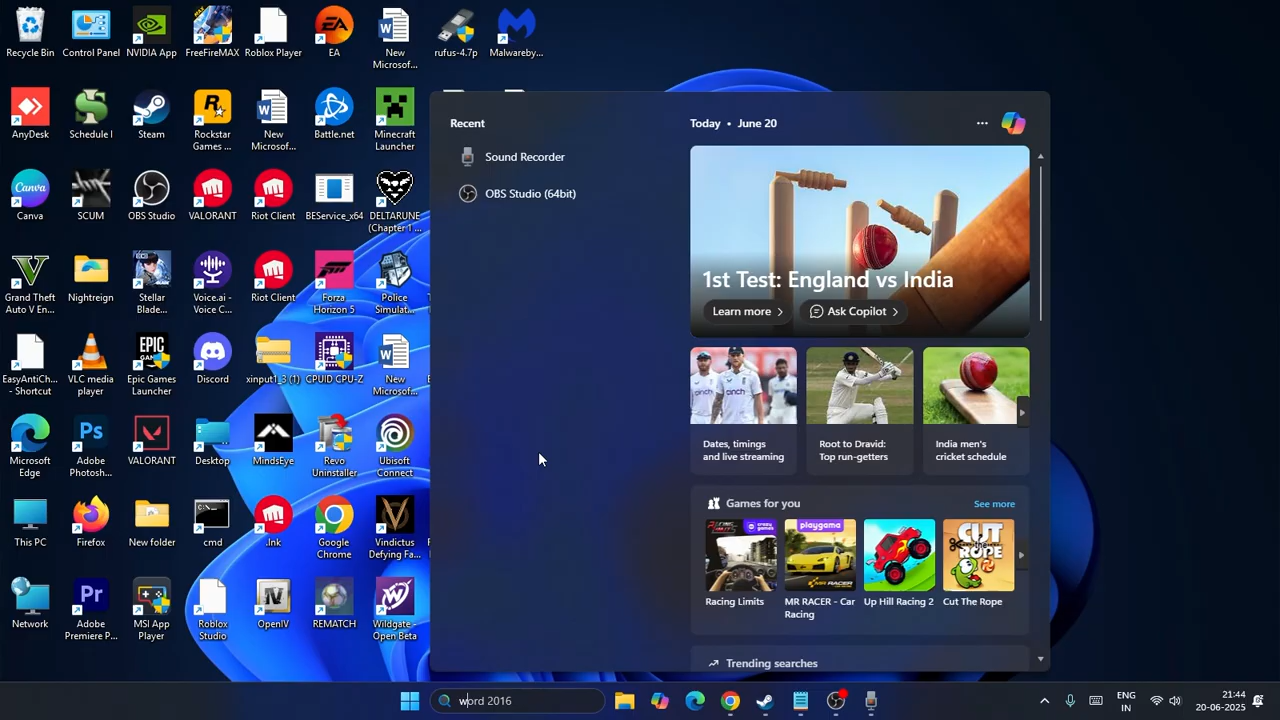 Recycle Bin
Control Panel
NVIDIA App
FreeFireMAX
Roblox Player
EA
New
Microsof...
rufus-4.7p
Malwareby...
AnyDesk
Schedule I
Steam
Rockstar
Games ...
New
Microsof...
Battle.net
Minecraft
Launcher
Canva
SCUM
OBS Studio
VALORANT
Riot Client
BEService_x64
DELTARUNE
(Chapter 1 ...
Grand Theft
Auto V En...
Nightreign
Stellar
Blade...
Voice.ai -
Voice C...
Riot Client
Forza
Horizon 5
Police
Simulat...
EasyAntiCh...
- Shortcut
VLC media
player
Epic Games
Launcher
Discord
xinput1_3 (1)
CPUID CPU-Z
New
Microsof...
Microsoft
Edge
Adobe
Photosh...
VALORANT
Desktop
MindsEye
Revo
Uninstaller
Ubisoft
Connect
This PC
Firefox
New folder
cmd
.lnk
Google
Chrome
Vindictus
Defying Fa...
Network
Adobe
Premiere P...
MSI App
Player
Roblox
Studio
OpenIV
REMATCH
Wildgate -
Open Beta
Recent
Sound Recorder
OBS Studio (64bit)
Today • June 20
1st Test: England vs India
Learn more
Ask Copilot
Dates, timings
and live streaming
Root to Dravid:
Top run-getters
India men's
cricket schedule
Games for you
See more
Racing Limits
MR RACER - Car
Racing
Up Hill Racing 2
Cut The Rope
Trending searches
word 2016
ENG
IN
21:44
20-06-2025